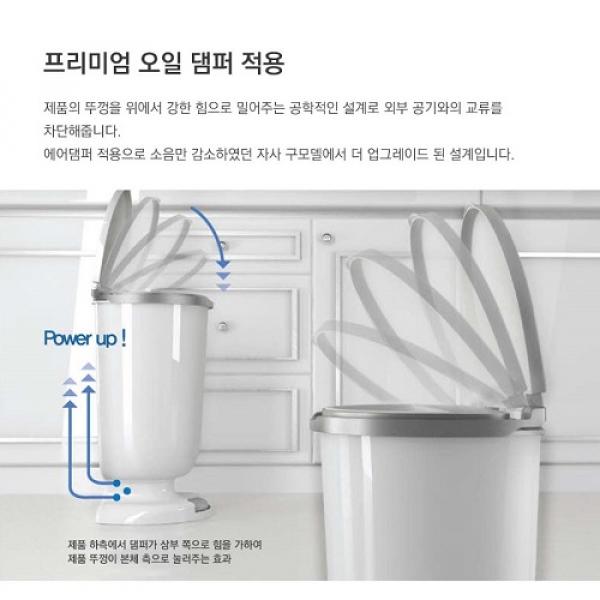 프리미엄 오일 댐퍼 적용
제품의 뚜껑을 위에서 강한 힘으로 밀어주는 공학적인 설계로 외부 공기와의 교류를
차단해줍니다.
에어댐퍼 적용으로 소음만 감소하였던 자사 구모델에서 더 업그레이드 된 설계입니다.
Power up !
제품 하측에서 댐퍼가 상부 쪽으로 힘을 가하여
제품 뚜껑이 본체 측으로 눌러주는 효과